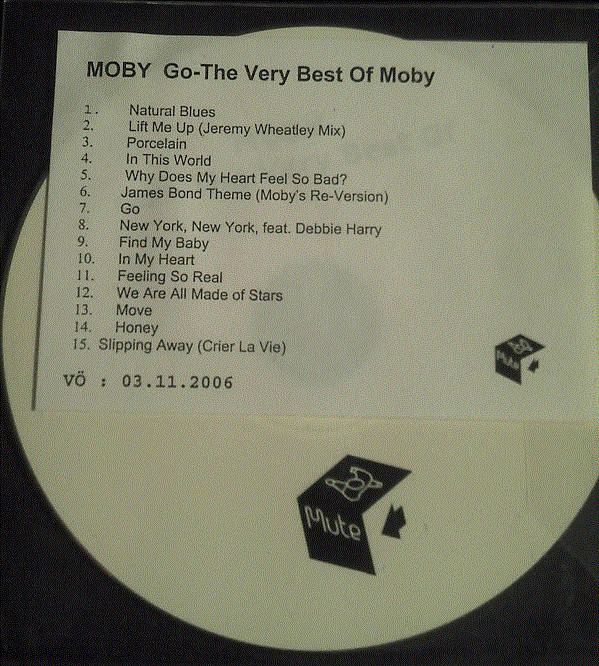 MOBY Go-The Very Best Of Moby
1. Natural Blues
2. Lift Me Up (Jeremy Wheatley Mix)
3. Porcelain
4. In This World
5. Why Does My Heart Feel So Bad?
6. James Bond Theme (Moby's Re-Version)
7. Go
8. New York, New York, feat. Debbie Harry
9. Find My Baby
10. In My Heart
11. Feeling So Real
12. We Are All Made of Stars
13. Move
14. Honey
15. Slipping Away (Crier La Vie)
Mute
VÖ : 03.11.2006
Mute